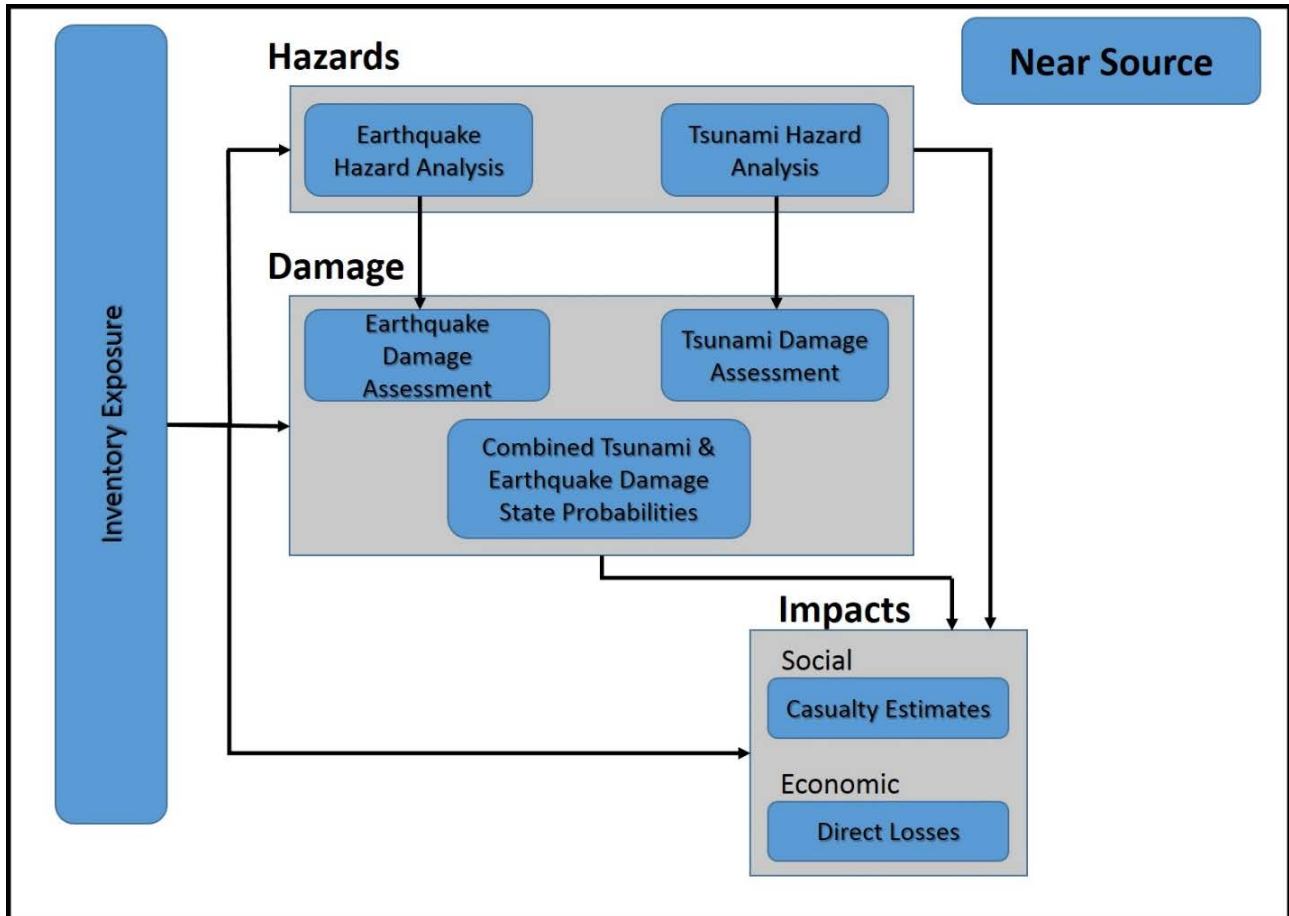 Near Source
Hazards
Earthquake
Hazard Analysis
Tsunami Hazard
Analysis
Damage
Earthquake
Damage
Assessment
Tsunami Damage
Assessment
Combined Tsunami &
Earthquake Damage
State Probabilities
Inventory Exposure
Impacts
Social
Casualty Estimates
Economic
Direct Losses